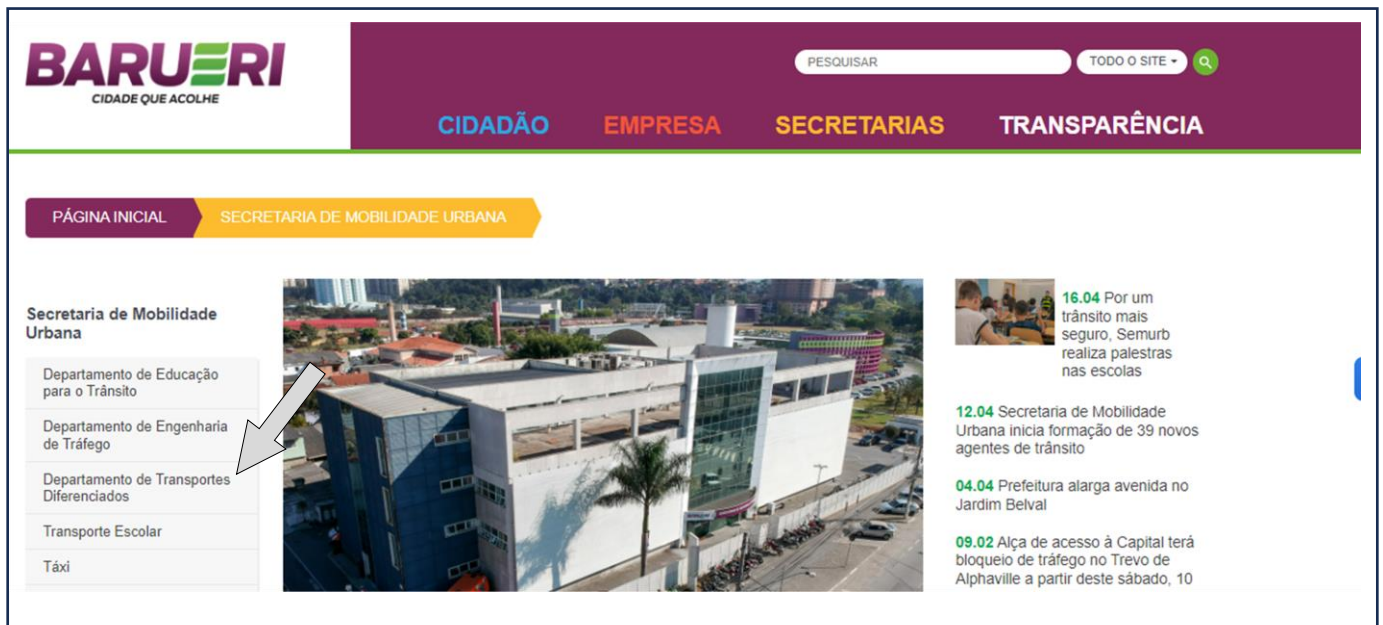 BARUERI
CIDADE QUE ACOLHE
PESQUISAR
TODO O SITE
CIDADÃO
EMPRESA
SECRETARIAS
TRANSPARÊNCIA
PÁGINA INICIAL
SECRETARIA DE MOBILIDADE URBANA
Secretaria de Mobilidade
Urbana
Departamento de Educação
para o Trânsito
Departamento de Engenharia
de Tráfego
Departamento de Transportes
Diferenciados
Transporte Escolar
Táxi
16.04 Por um
trânsito mais
seguro, Semurb
realiza palestras
nas escolas
12.04 Secretaria de Mobilidade
Urbana inicia formação de 39 novos
agentes de trânsito
04.04 Prefeitura alarga avenida no
Jardim Belval
09.02 Alça de acesso à Capital terá
bloqueio de tráfego no Trevo de
Alphaville a partir deste sábado, 10